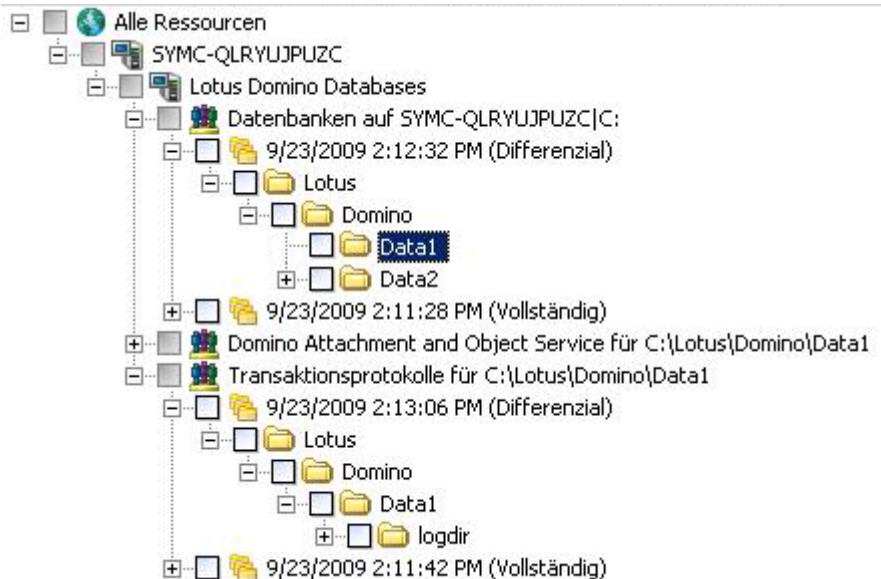 Alle Ressourcen
SYMC-QLRYUJPUZC
Lotus Domino Databases
Datenbanken auf SYMC-QLRYUJPUZC|C:
9/23/2009 2:12:32 PM (Differenzial)
Lotus
Domino
Data1
Data2
9/23/2009 2:11:28 PM (Vollständig)
Domino Attachment and Object Service für C:\Lotus\Domino\Data1
Transaktionsprotokolle für C:\Lotus\Domino\Data1
9/23/2009 2:13:06 PM (Differenzial)
Lotus
Domino
Data1
logdir
9/23/2009 2:11:42 PM (Vollständig)